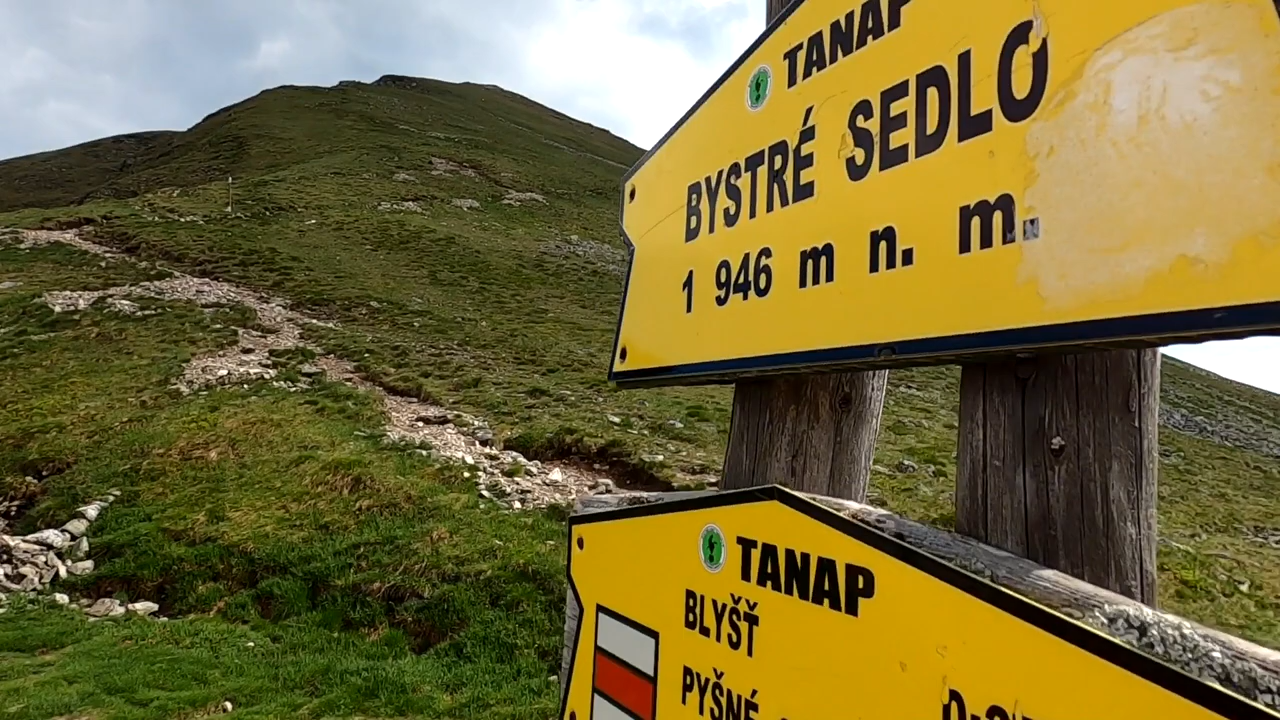 TANAP
BYSTRÉ SEDLO
1 946 m n. m.
TANAP
BLYŠŤ
PYŠNÉ